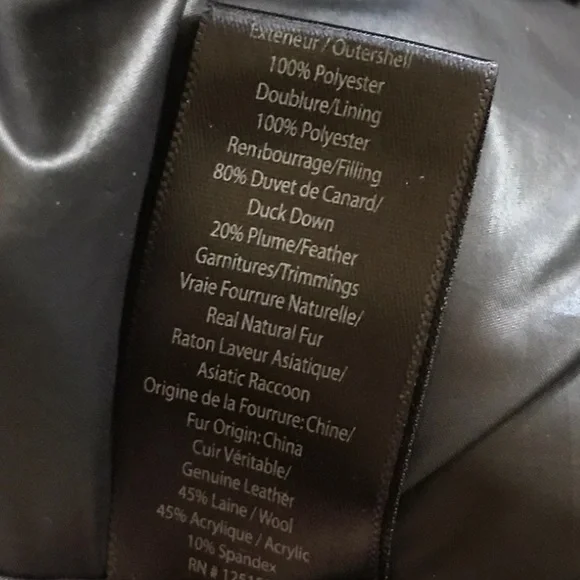 Extérieur / Outershell
100% Polyester
Doublure/Lining
100% Polyester
Rembourrage/Filling
80% Duvet de Canard/
Duck Down
20% Plume/Feather
Garnitures/Trimmings
Vraie Fourrure Naturelle/
Real Natural Fur
Raton Laveur Asiatique/
Asiatic Raccoon
Origine de la Fourrure: Chine/
Fur Origin: China
Cuir Véritable/
Genuine Leather
45% Laine / Wool
45% Acrylique / Acrylic
10% Spandex
RN #